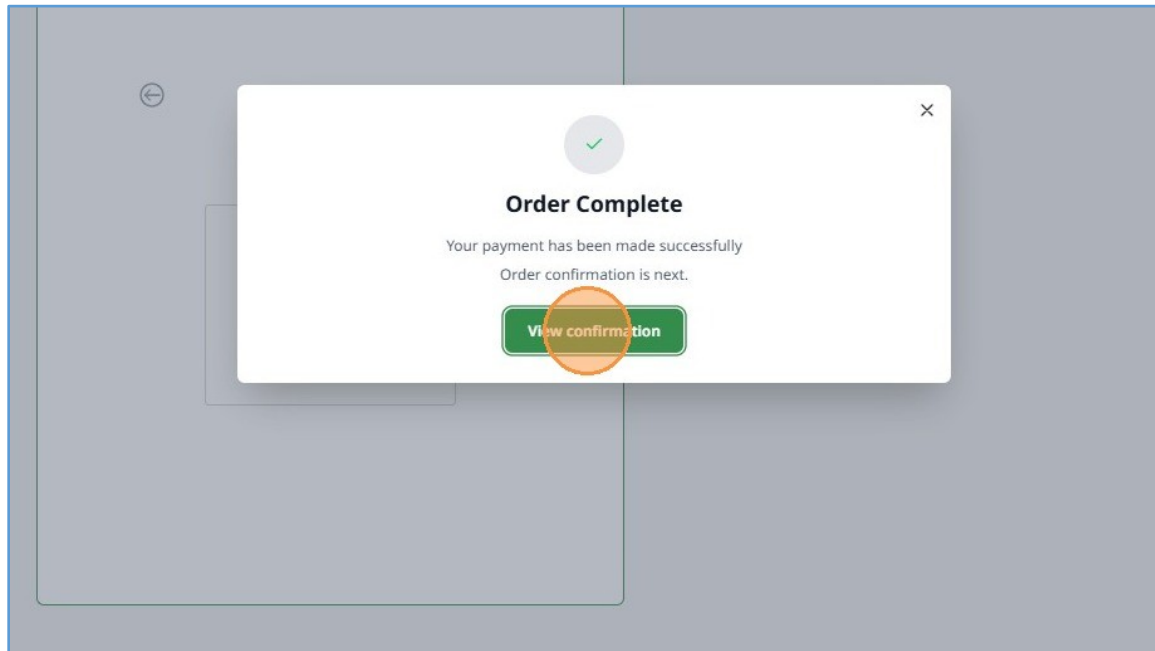 Order Complete
Your payment has been made successfully
Order confirmation is next.
View confirmation